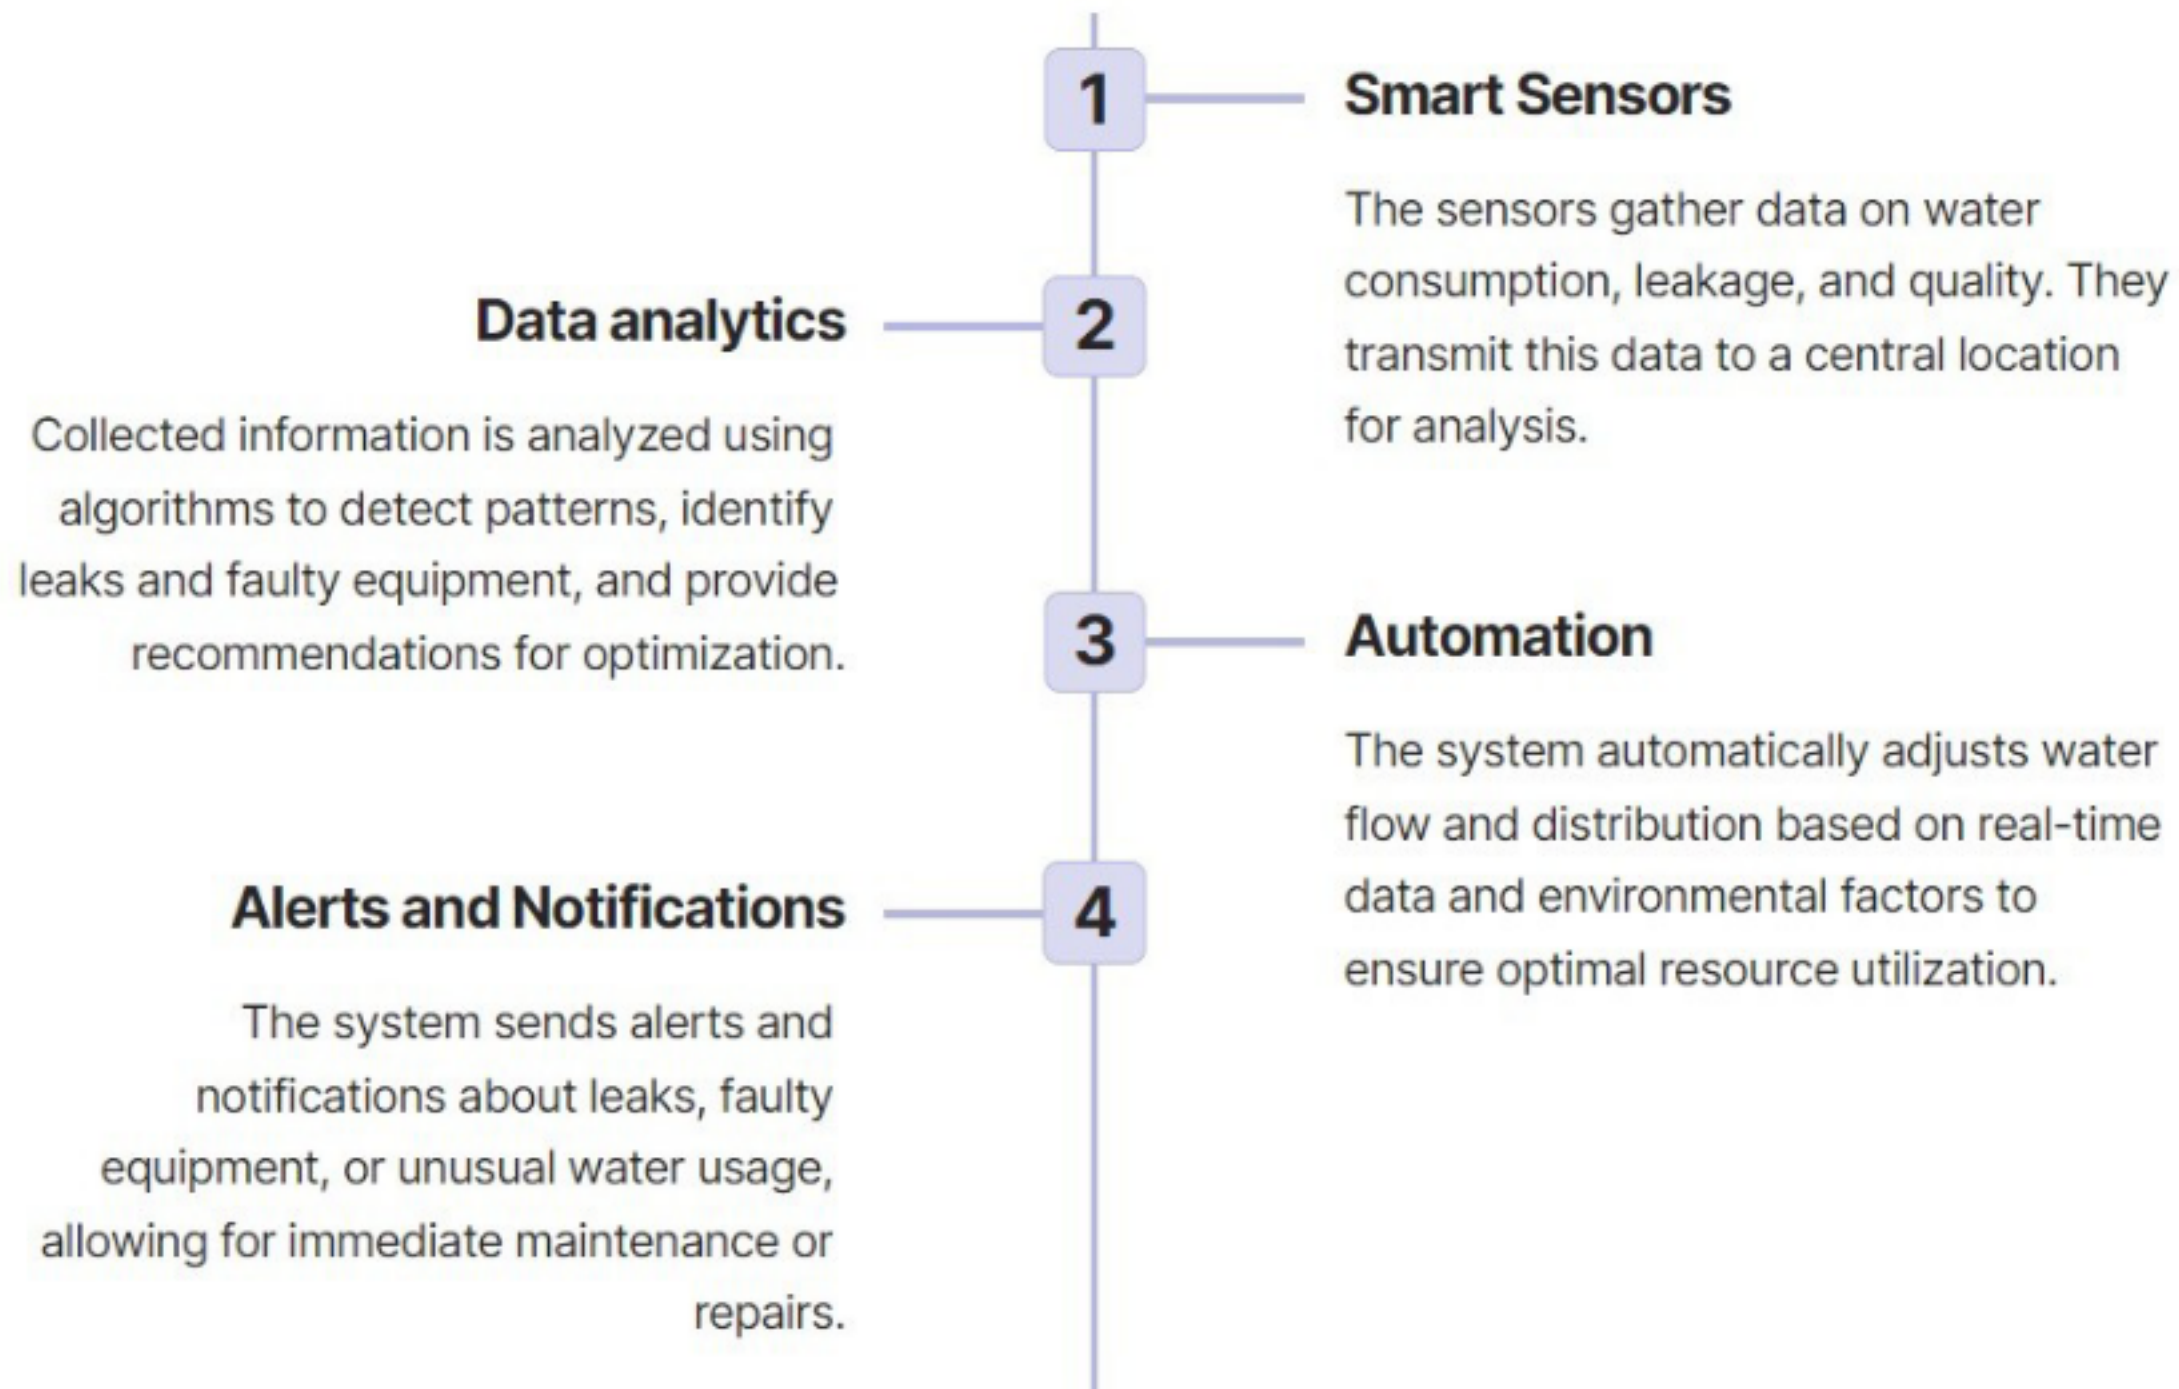 1
Smart Sensors
The sensors gather data on water
consumption, leakage, and quality. They
transmit this data to a central location
for analysis.
2
Data analytics
Collected information is analyzed using
algorithms to detect patterns, identify
leaks and faulty equipment, and provide
recommendations for optimization.
3
Automation
The system automatically adjusts water
flow and distribution based on real-time
data and environmental factors to
ensure optimal resource utilization.
4
Alerts and Notifications
The system sends alerts and
notifications about leaks, faulty
equipment, or unusual water usage,
allowing for immediate maintenance or
repairs.